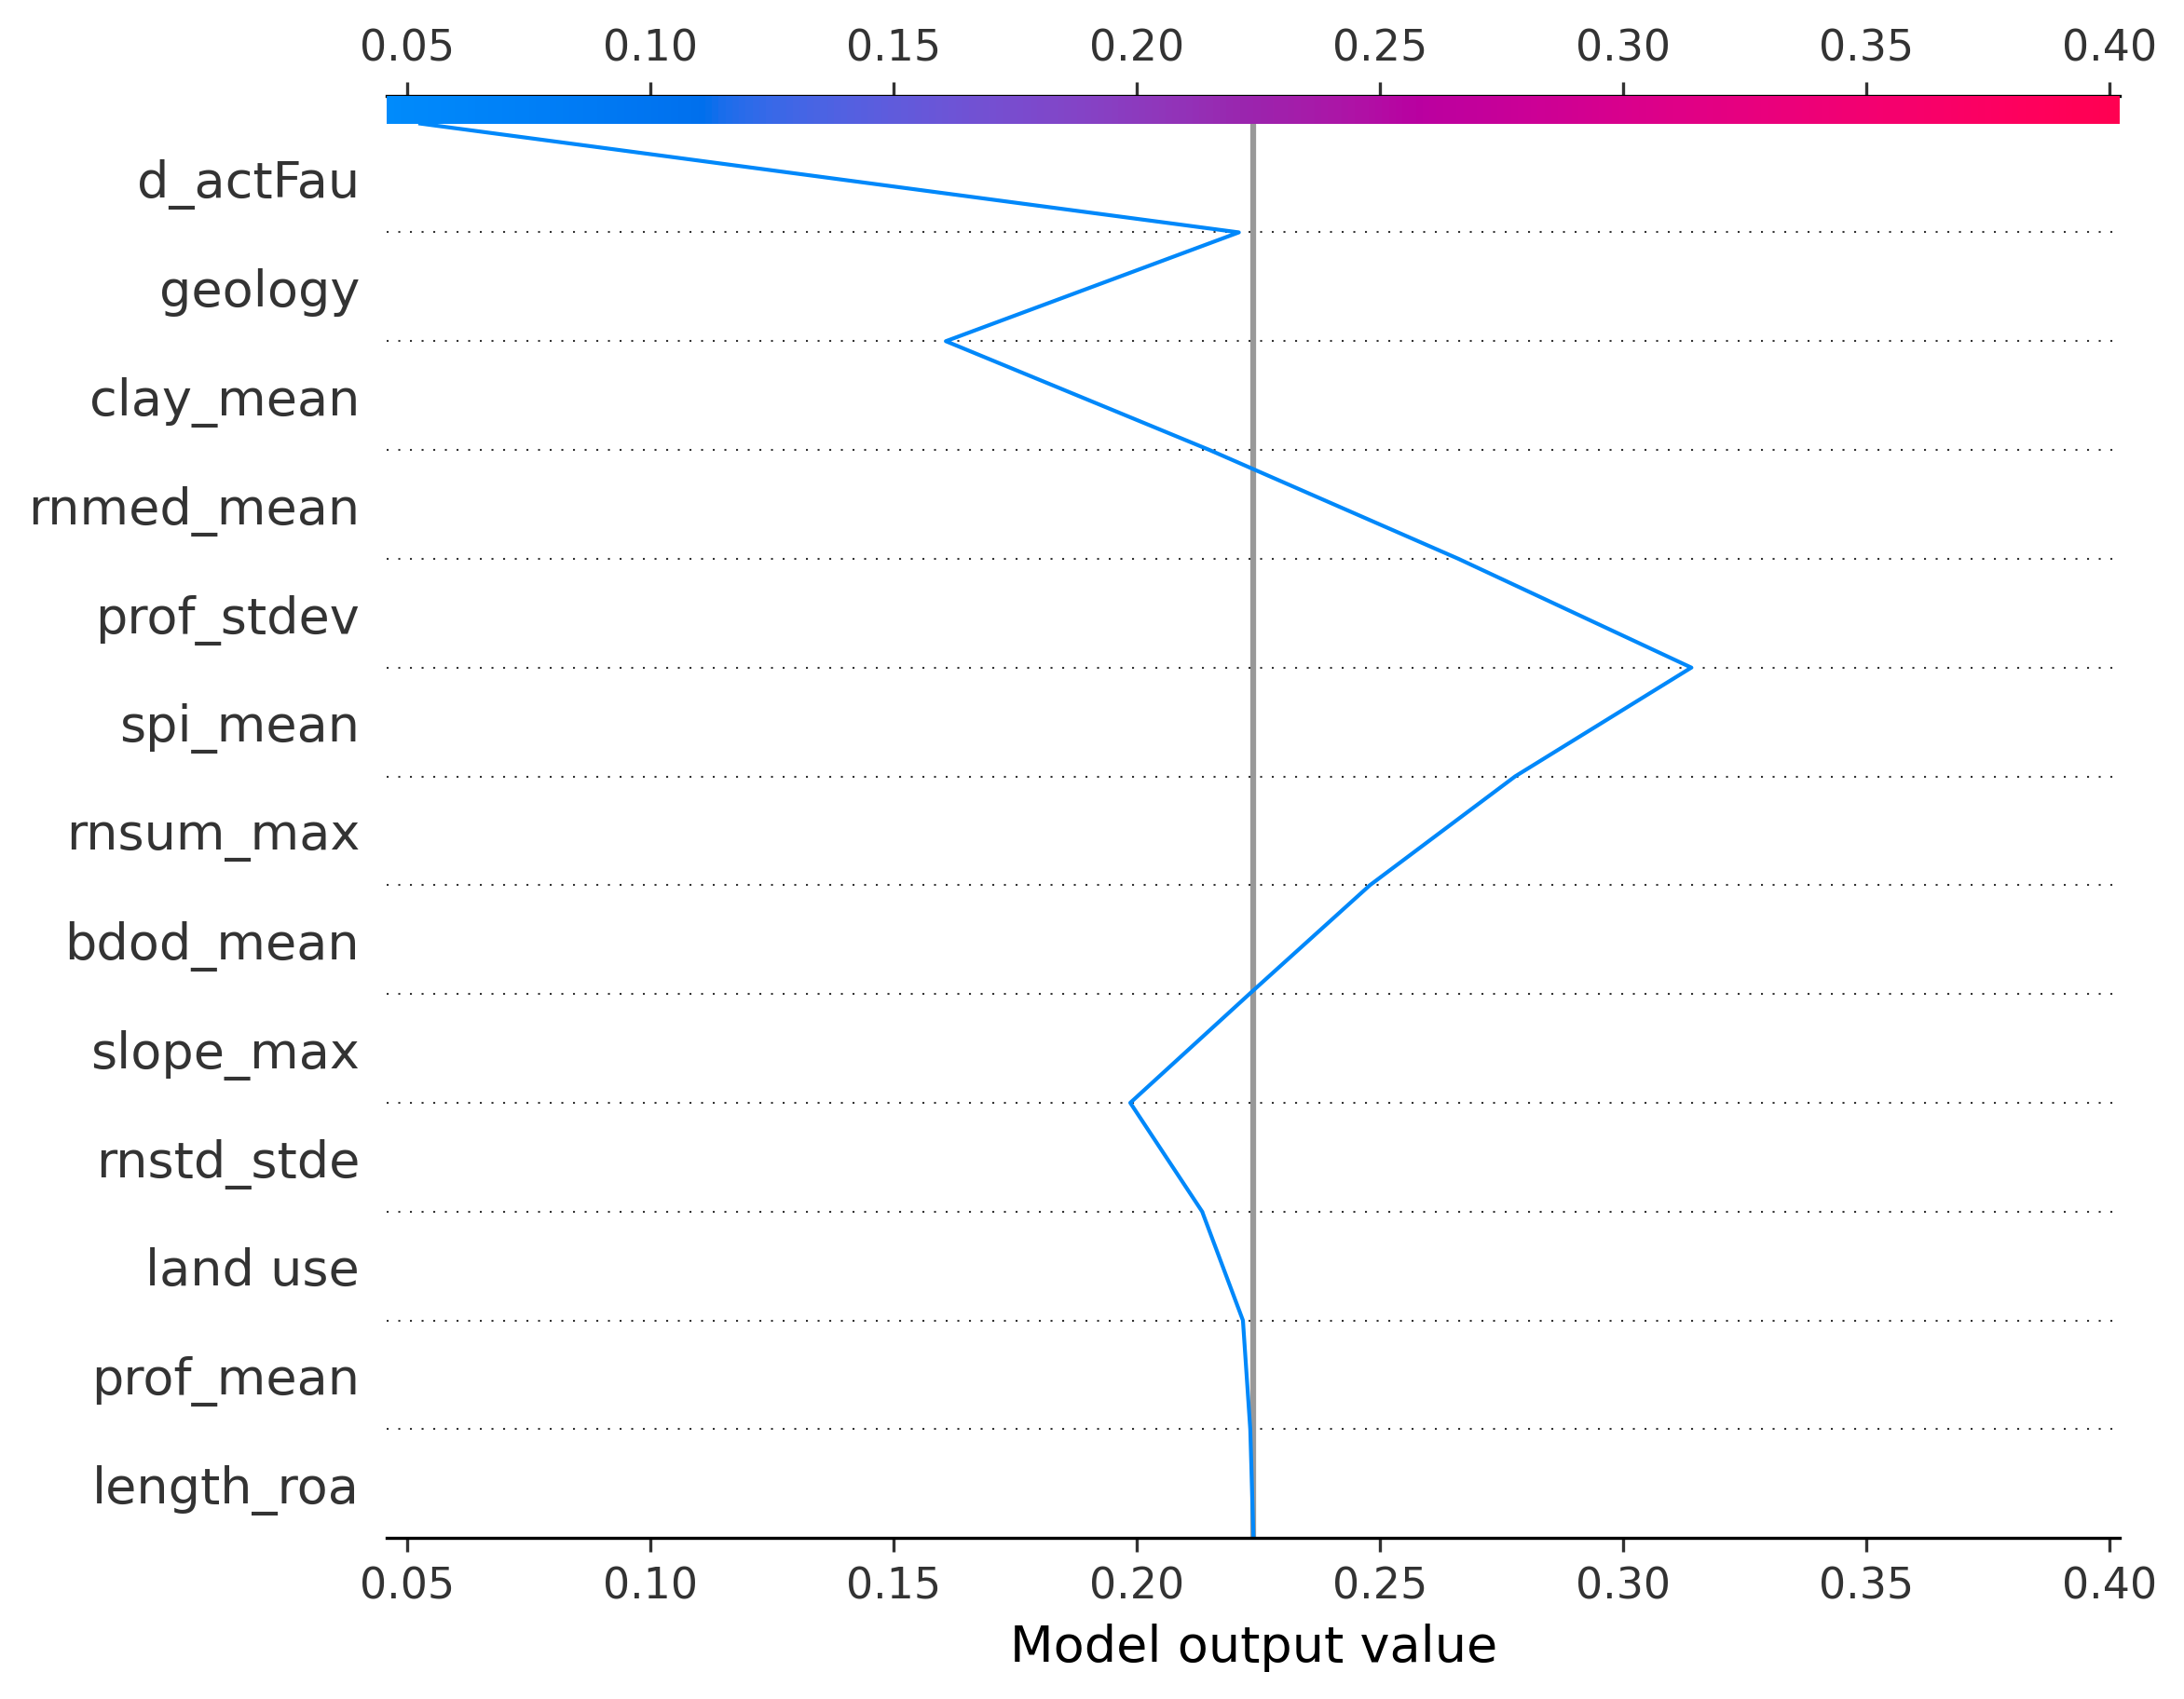 0.05 0.10 0.15 0.20 0.25 0.30 0.35 0.40
d_actFau
geology
clay_mean
rnmed_mean
prof_stdev
spi_mean
rnsum_max
bdod_mean
slope_max
rnstd_stde
land use
prof_mean
length_roa
0.05 0.10 0.15 0.20 0.25 0.30 0.35 0.40
Model output value